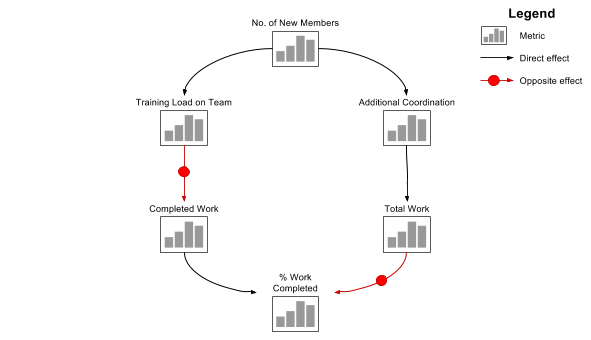 Legend
No. of New Members
Metric
Direct effect
Opposite effect
Training Load on Team
Additional Coordination
Completed Work
Total Work
% Work
Completed